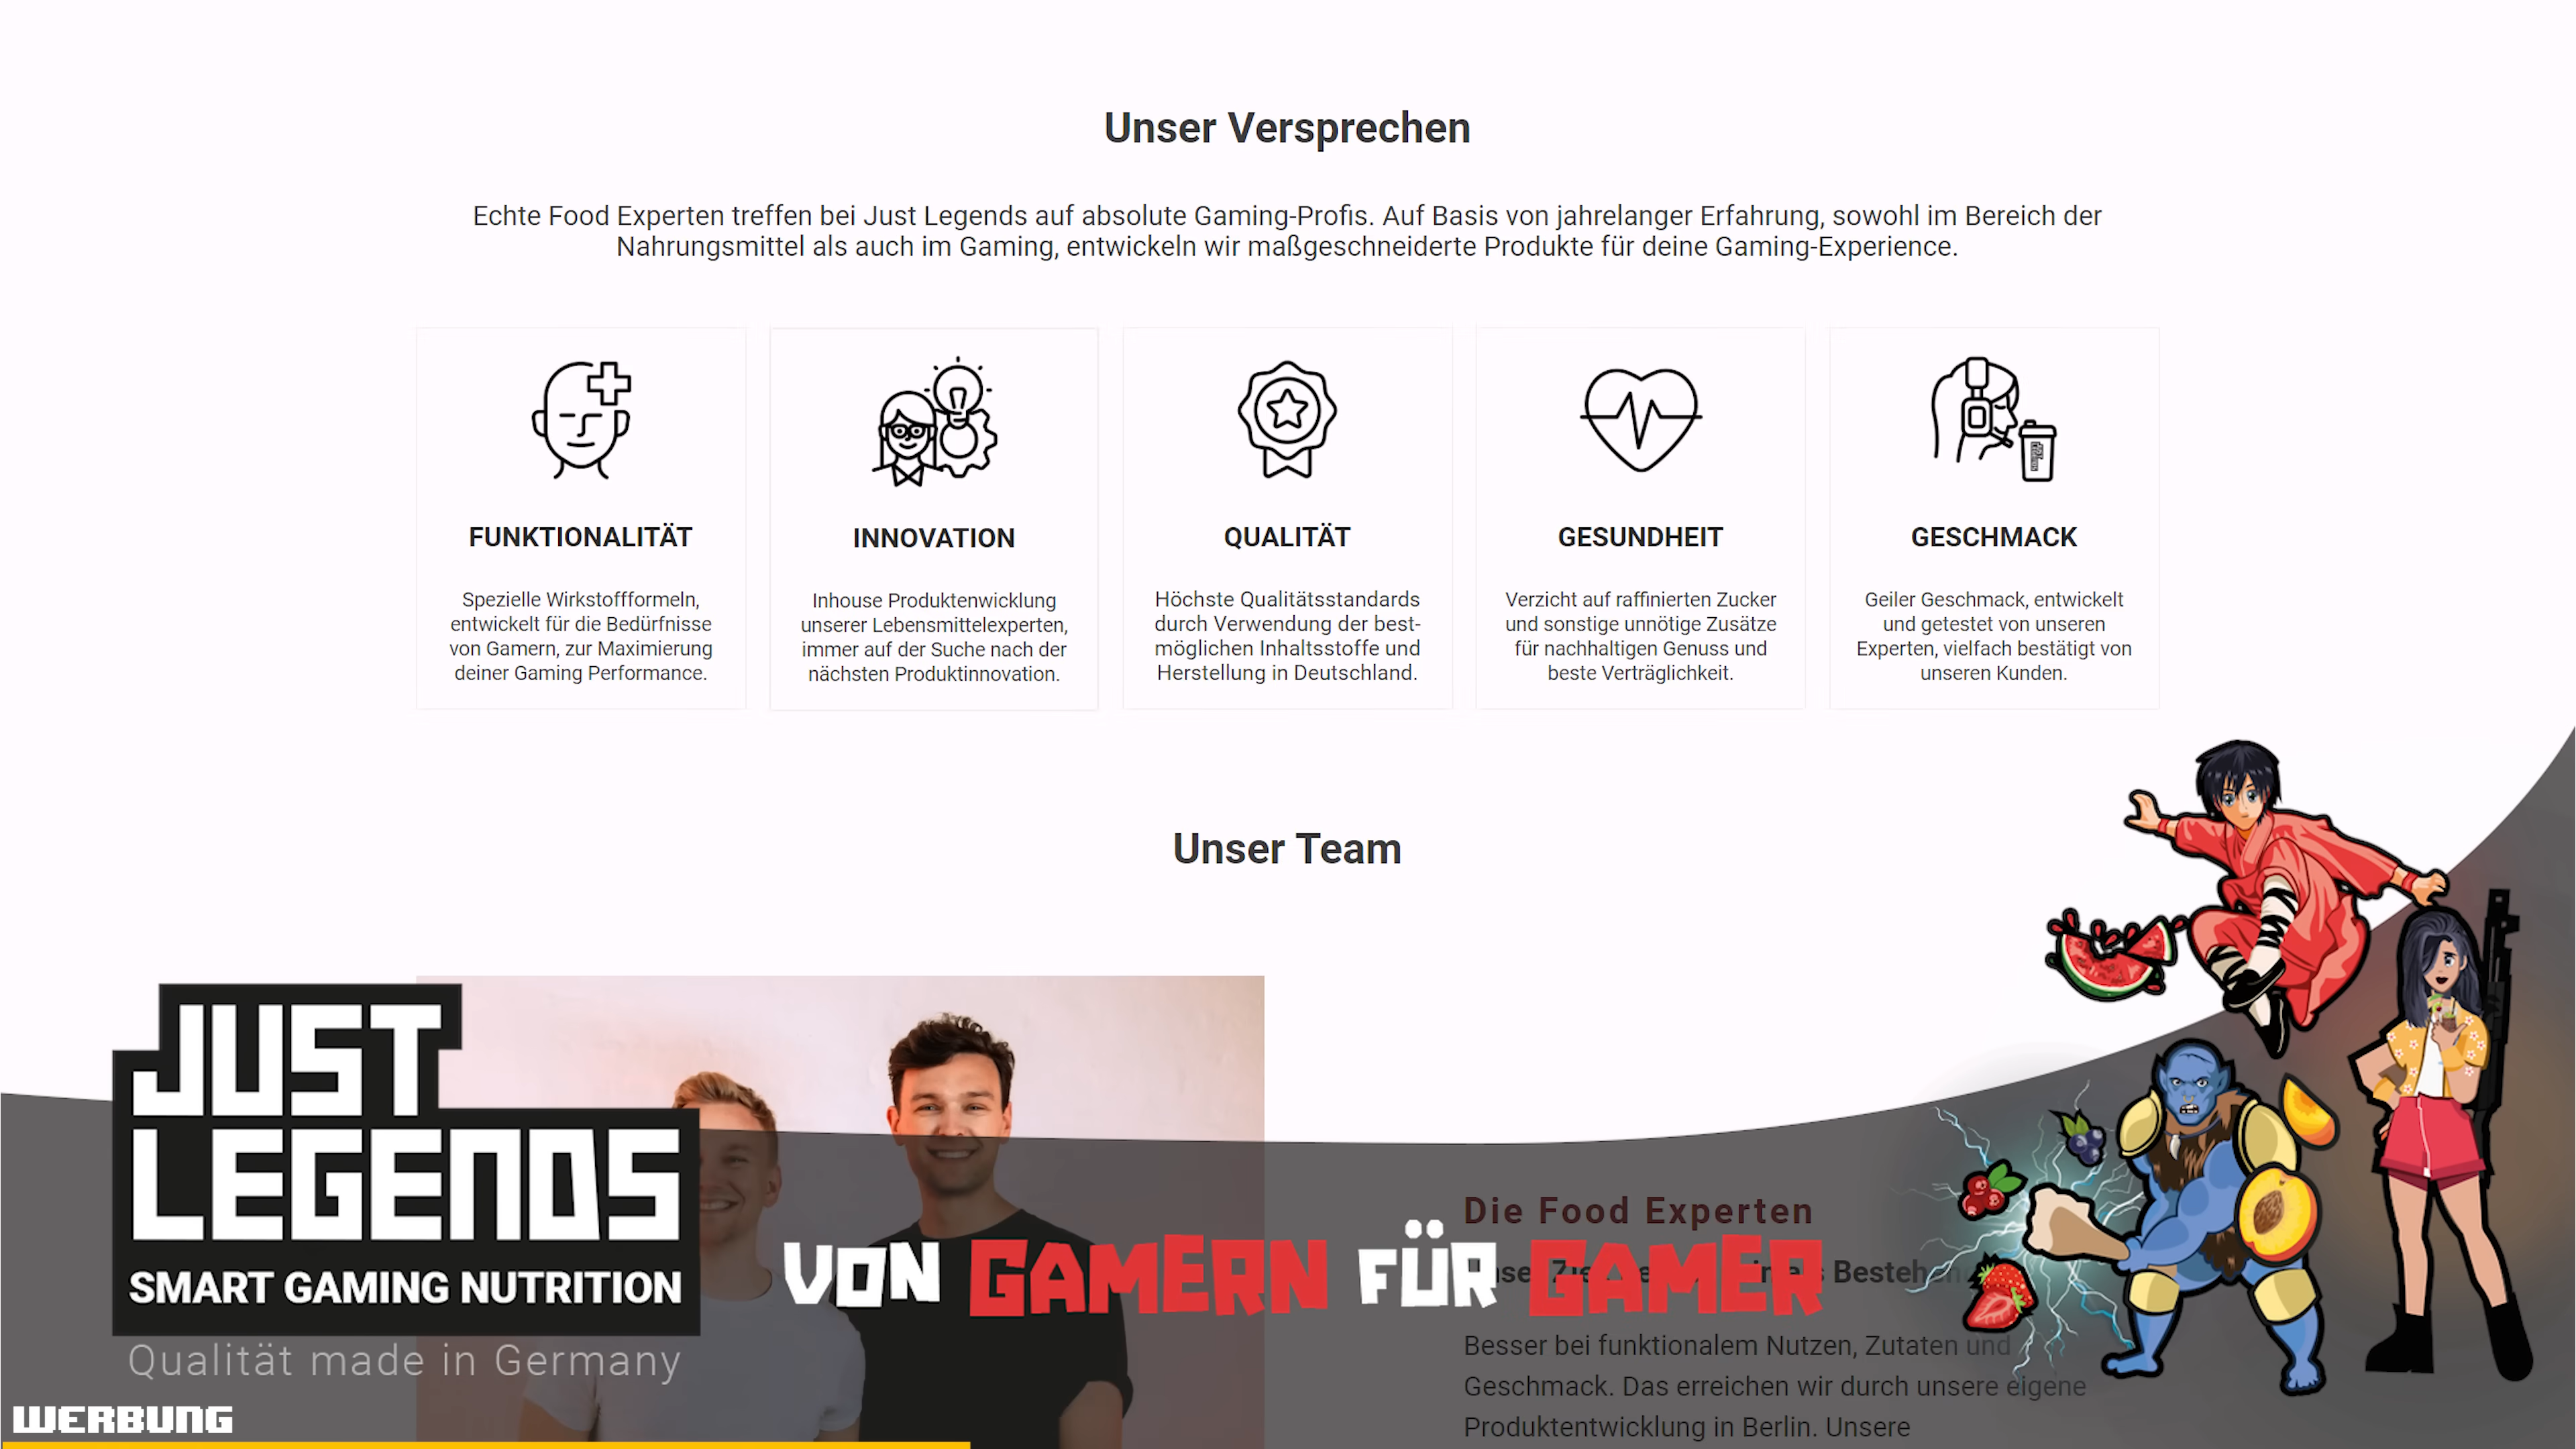 Unser Versprechen
Echte Food Experten treffen bei Just Legends auf absolute Gaming-Profis. Auf Basis von jahrelanger Erfahrung, sowohl im Bereich der
Nahrungsmittel als auch im Gaming, entwickeln wir maßgeschneiderte Produkte für deine Gaming-Experience.
FUNKTIONALITÄT
Spezielle Wirkstoffformeln,
entwickelt für die Bedürfnisse
von Gamern, zur Maximierung
deiner Gaming Performance.
INNOVATION
Inhouse Produktenwicklung
unserer Lebensmittelexperten,
immer auf der Suche nach der
nächsten Produktinnovation.
QUALITÄT
Höchste Qualitätsstandards
durch Verwendung der best-
möglichen Inhaltsstoffe und
Herstellung in Deutschland.
GESUNDHEIT
Verzicht auf raffinierten Zucker
und sonstige unnötige Zusätze
für nachhaltigen Genuss und
beste Verträglichkeit.
GESCHMACK
Geiler Geschmack, entwickelt
und getestet von unseren
Experten, vielfach bestätigt von
unseren Kunden.
Unser Team
JUST
LEGENDS
SMART GAMING NUTRITION
Qualität made in Germany
VON GAMERN FÜR GAMER
Die Food Experten
Besser bei funktionalem Nutzen, Zutaten und
Geschmack. Das erreichen wir durch unsere eigene
Produktentwicklung in Berlin. Unsere
WERBUNG